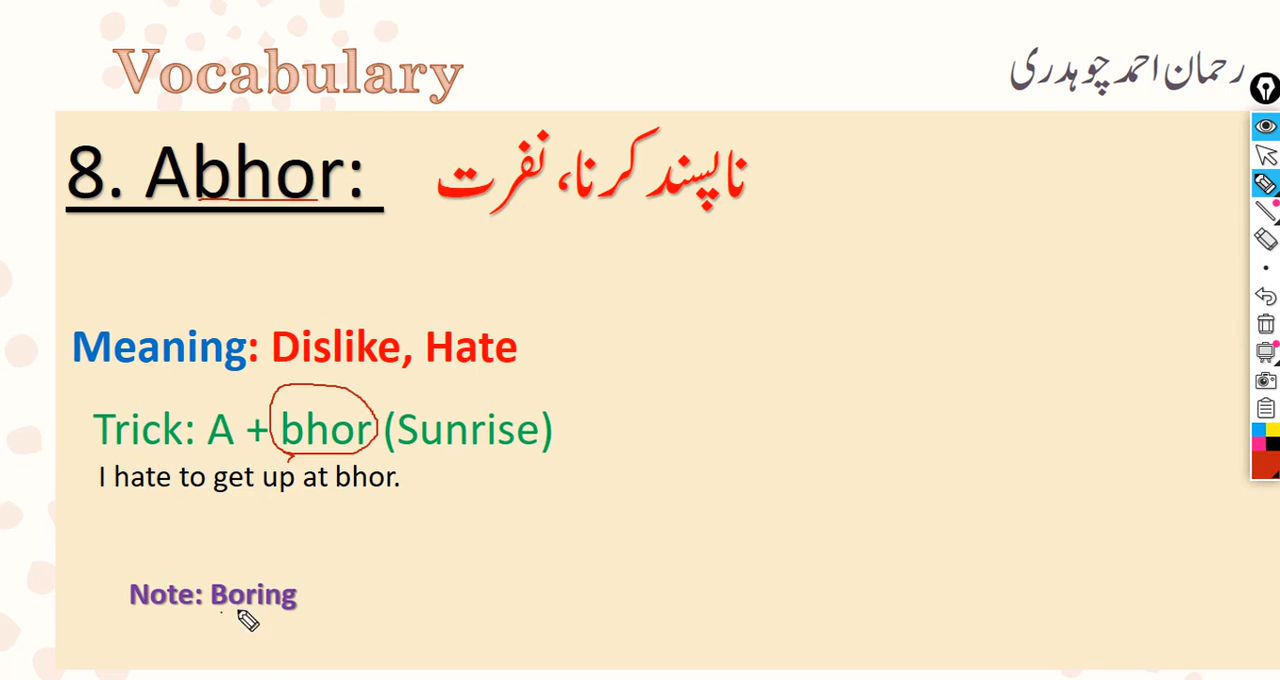 Vocabulary
رحمان احمد چوہدری
8. Abhor: ناپسند کرنا، نفرت
Meaning: Dislike, Hate
Trick: A + bhor (Sunrise)
I hate to get up at bhor.
Note: Boring